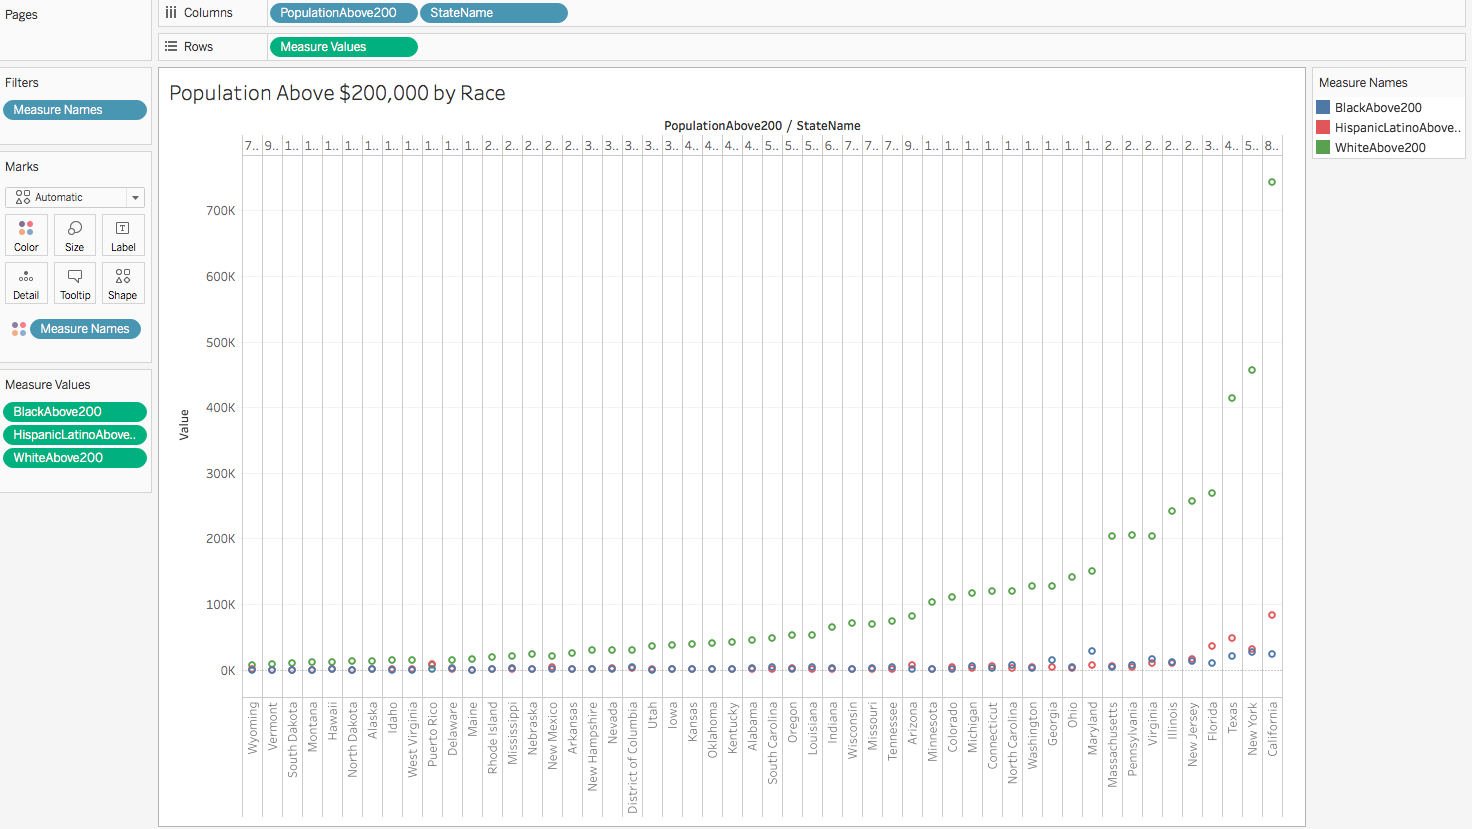 Pages
Columns PopulationAbove200 StateName
Rows Measure Values
Filters
Measure Names
Marks
Automatic
Color Size Label
Detail Tooltip Shape
Measure Names
Measure Values
BlackAbove200
HispanicLatinoAbove..
WhiteAbove200
Population Above $200,000 by Race
PopulationAbove200 / StateName
7.. 9.. 1.. 1.. 1.. 1.. 1.. 1.. 1.. 1.. 1.. 1.. 2.. 2.. 2.. 2.. 2.. 3.. 3.. 3.. 3.. 3.. 4.. 4.. 4.. 4.. 5.. 5.. 5.. 6.. 7.. 7.. 7.. 9.. 1.. 1.. 1.. 1.. 1.. 1.. 1.. 1.. 1.. 2.. 2.. 2.. 2.. 2.. 3.. 4.. 5.. 8..
Value
700K
600K
500K
400K
300K
200K
100K
0K
Wyoming
Vermont
South Dakota
Montana
Hawaii
North Dakota
Alaska
Idaho
West Virginia
Puerto Rico
Delaware
Maine
Rhode Island
Mississippi
Nebraska
New Mexico
Arkansas
New Hampshire
Nevada
District of Columbia
Utah
Iowa
Kansas
Oklahoma
Kentucky
Alabama
South Carolina
Oregon
Louisiana
Indiana
Wisconsin
Missouri
Tennessee
Arizona
Minnesota
Colorado
Michigan
Connecticut
North Carolina
Washington
Georgia
Ohio
Maryland
Massachusetts
Pennsylvania
Virginia
Illinois
New Jersey
Florida
Texas
New York
California
Measure Names
BlackAbove200
HispanicLatinoAbove..
WhiteAbove200